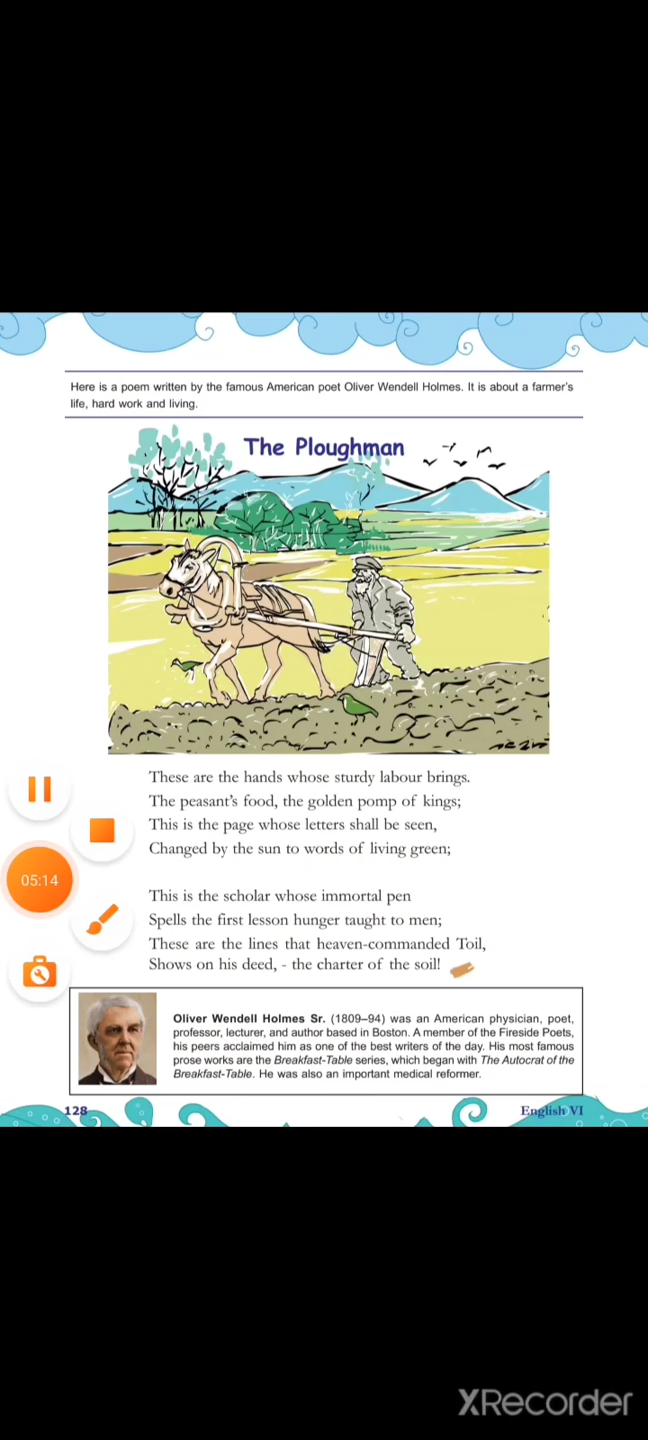 Here is a poem written by the famous American poet Oliver Wendell Holmes. It is about a farmer's
life, hard work and living.
The Ploughman
These are the hands whose sturdy labour brings.
The peasant's food, the golden pomp of kings;
This is the page whose letters shall be seen,
Changed by the sun to words of living green;
This is the scholar whose immortal pen
Spells the first lesson hunger taught to men;
These are the lines that heaven-commanded Toil,
Shows on his deed, - the charter of the soil!
05:14
Oliver Wendell Holmes Sr. (1809–94) was an American physician, poet,
professor, lecturer, and author based in Boston. A member of the Fireside Poets,
his peers acclaimed him as one of the best writers of the day. His most famous
prose works are the Breakfast-Table series, which began with The Autocrat of the
Breakfast-Table. He was also an important medical reformer.
128
English VI
XRecorder